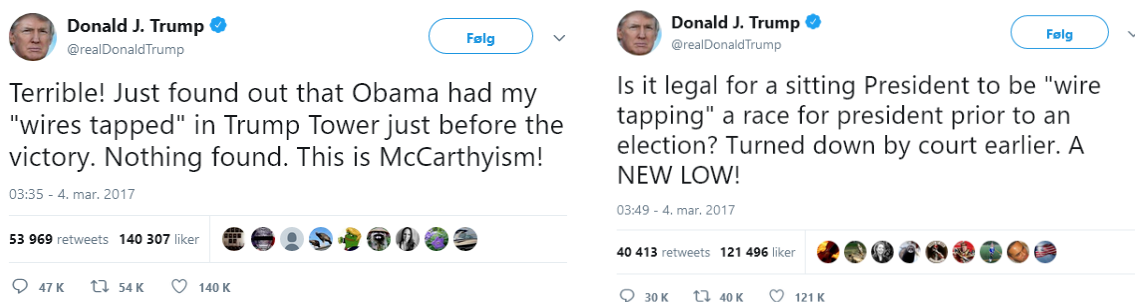 Donald J. Trump
@realDonaldTrump
Følg
Terrible! Just found out that Obama had my
"wires tapped" in Trump Tower just before the
victory. Nothing found. This is McCarthyism!
03:35 - 4. mar. 2017
53 969 retweets 140 307 liker
47 K 54 K 140 K
Donald J. Trump
@realDonaldTrump
Følg
Is it legal for a sitting President to be "wire
tapping" a race for president prior to an
election? Turned down by court earlier. A
NEW LOW!
03:49 - 4. mar. 2017
40 413 retweets 121 496 liker
30 K 40 K 121 K